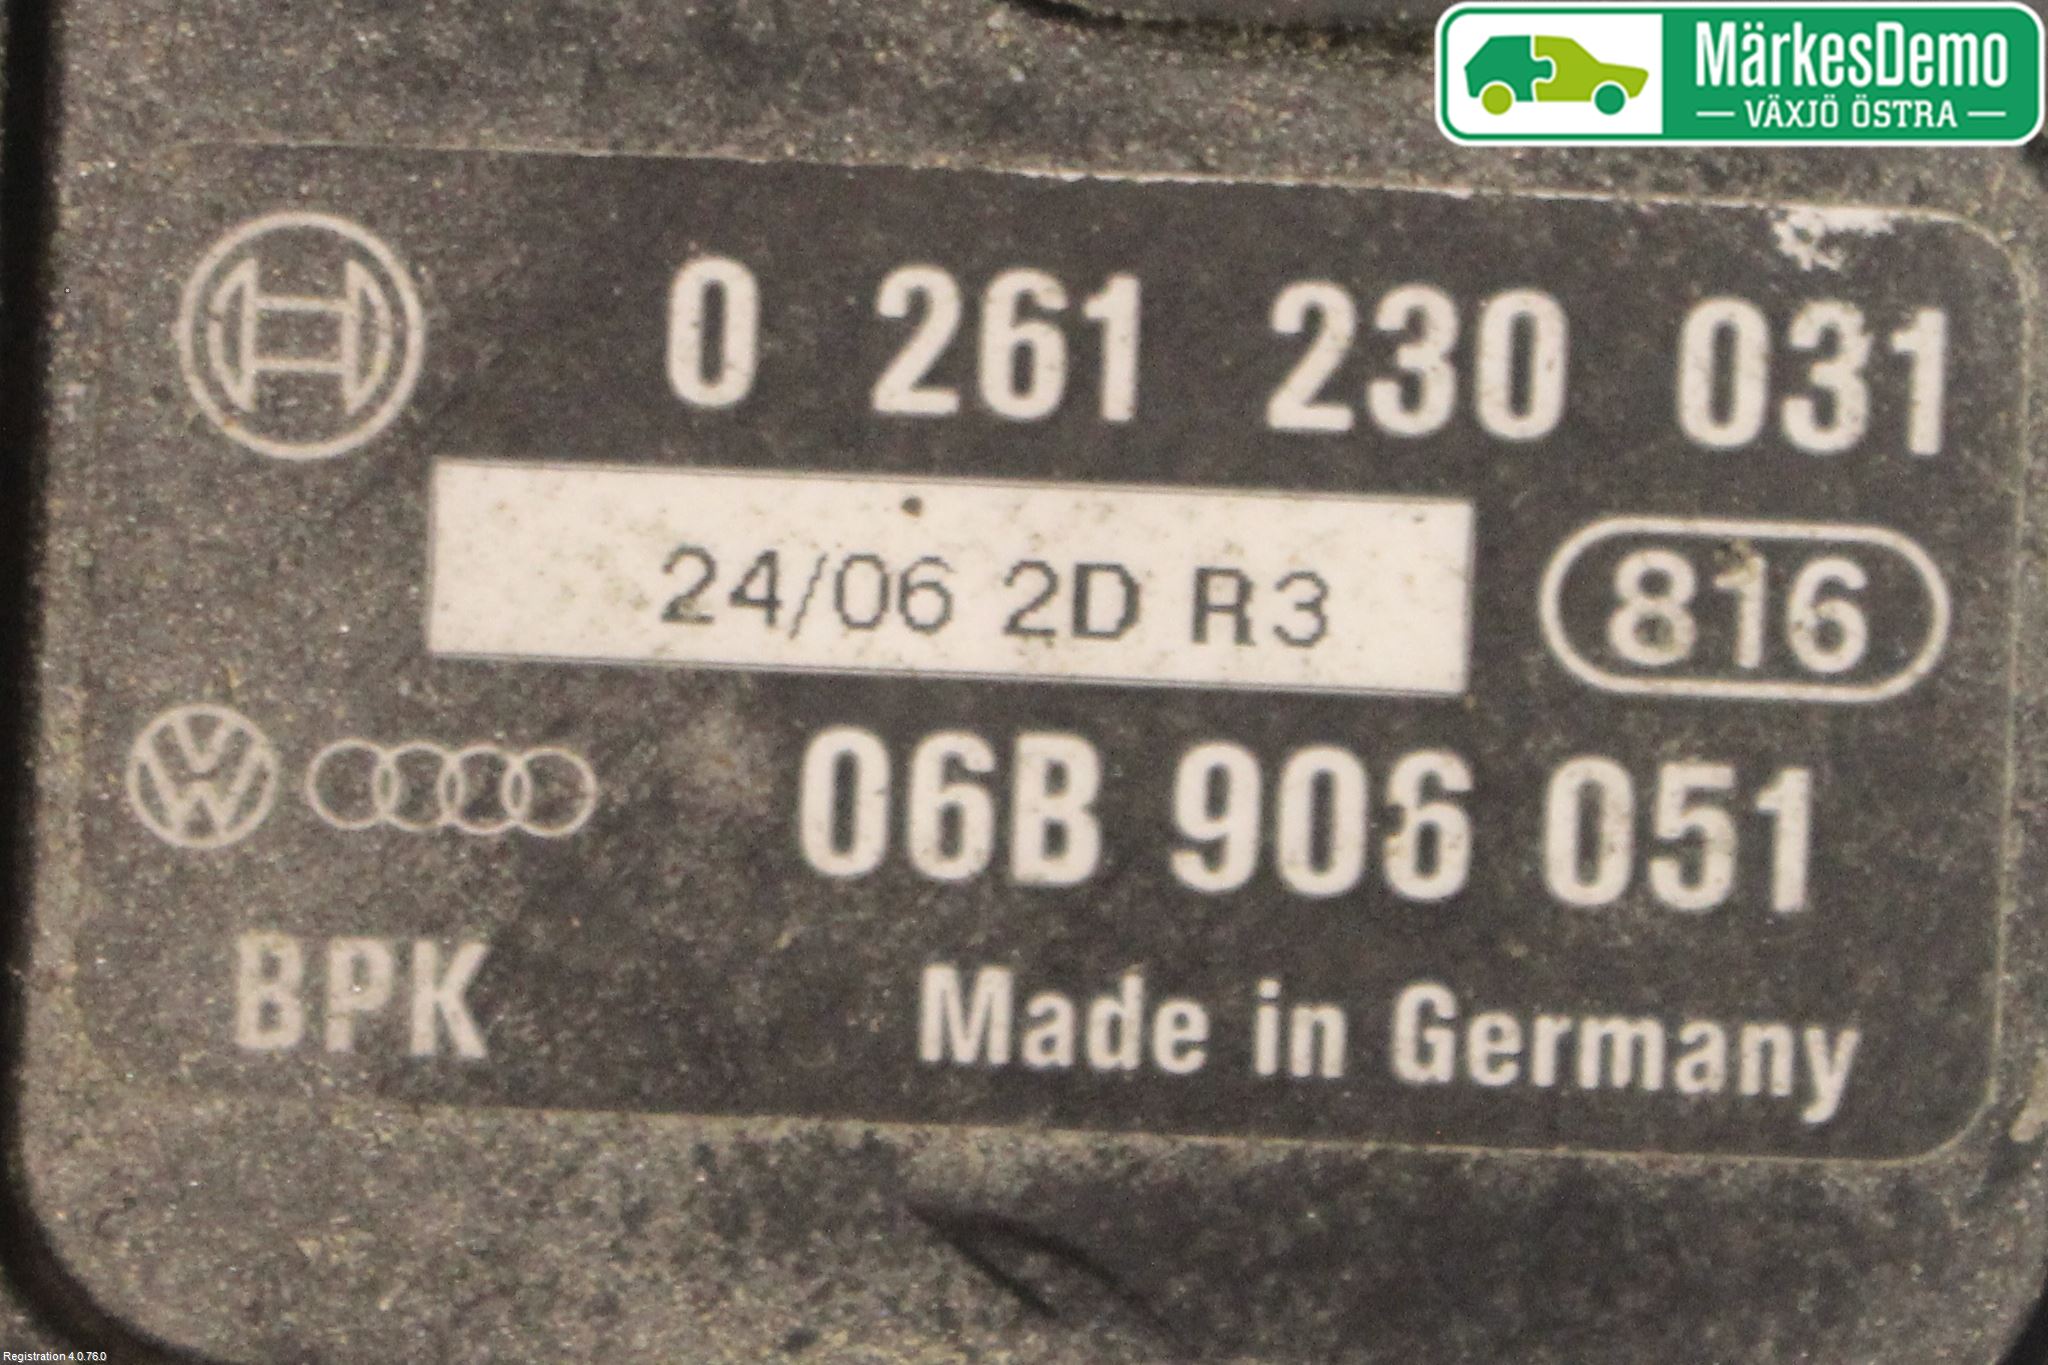 MärkesDemo
VÄXJÖ ÖSTRA
0 261 230 031
24/06 2D R3
816
06B 906 051
BPK
Made in Germany
Registration 4.0.76.0